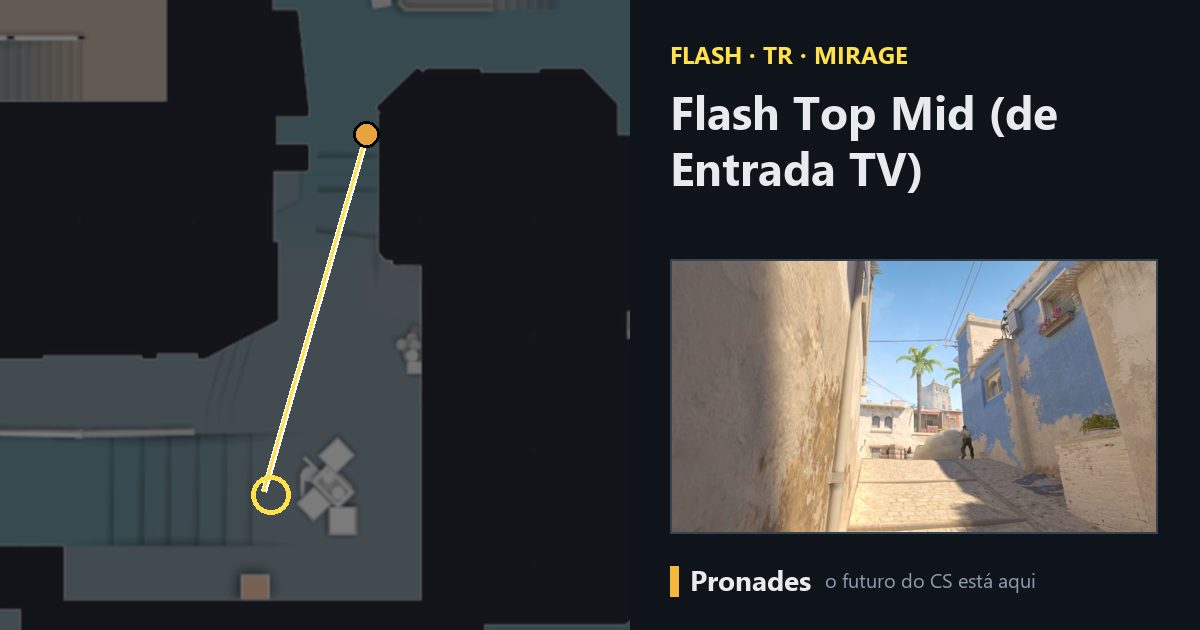 FLASH · TR · MIRAGE
Flash Top Mid (de
Entrada TV)
Pronades o futuro do CS está aqui